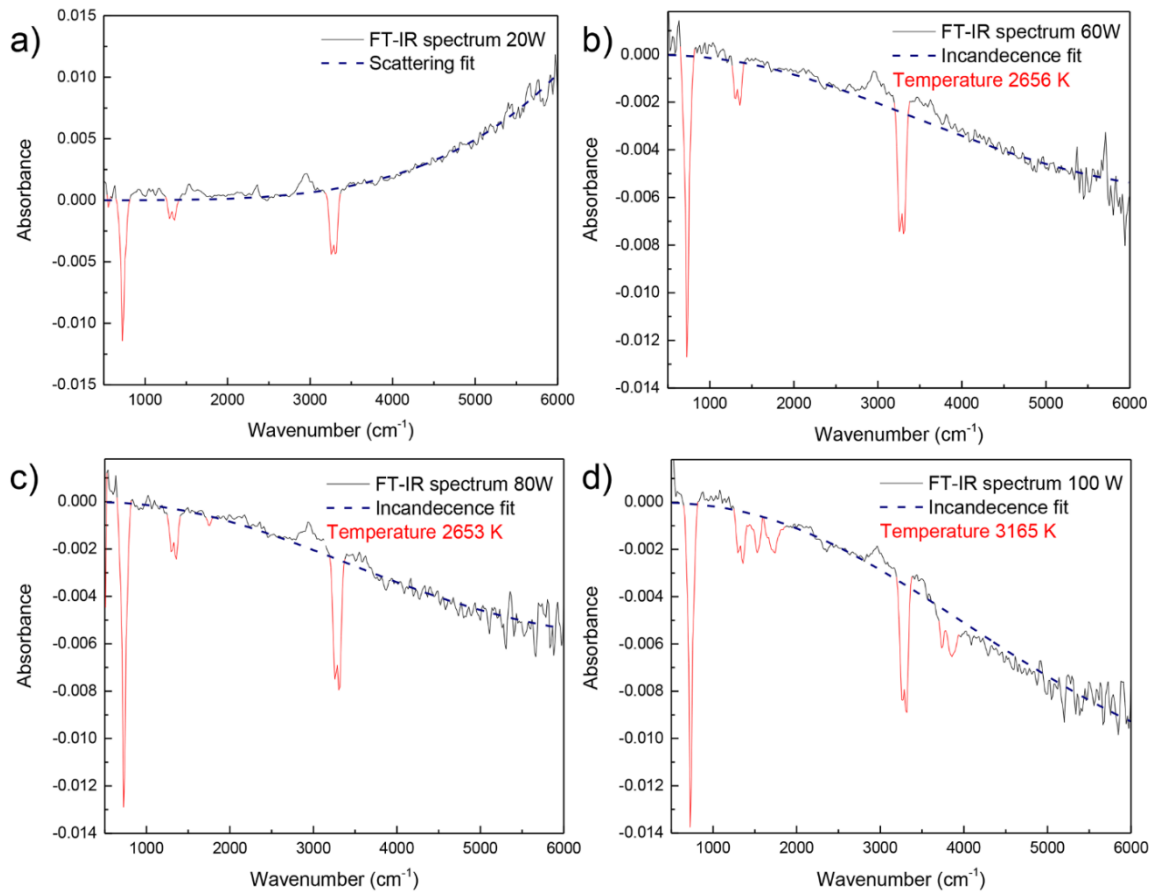 a)
FT-IR spectrum 20W
Scattering fit
0.015
0.010
0.005
0.000
-0.005
-0.010
-0.015
Absorbance
1000 2000 3000 4000 5000 6000
Wavenumber (cm⁻¹)
b)
FT-IR spectrum 60W
Incandecence fit
Temperature 2656 K
0.000
-0.002
-0.004
-0.006
-0.008
-0.010
-0.012
-0.014
Absorbance
1000 2000 3000 4000 5000 6000
Wavenumber (cm⁻¹)
c)
FT-IR spectrum 80W
Incandecence fit
Temperature 2653 K
0.000
-0.002
-0.004
-0.006
-0.008
-0.010
-0.012
-0.014
Absorbance
1000 2000 3000 4000 5000 6000
Wavenumber (cm⁻¹)
d)
FT-IR spectrum 100 W
Incandecence fit
Temperature 3165 K
0.000
-0.002
-0.004
-0.006
-0.008
-0.010
-0.012
-0.014
Absorbance
1000 2000 3000 4000 5000 6000
Wavenumber (cm⁻¹)